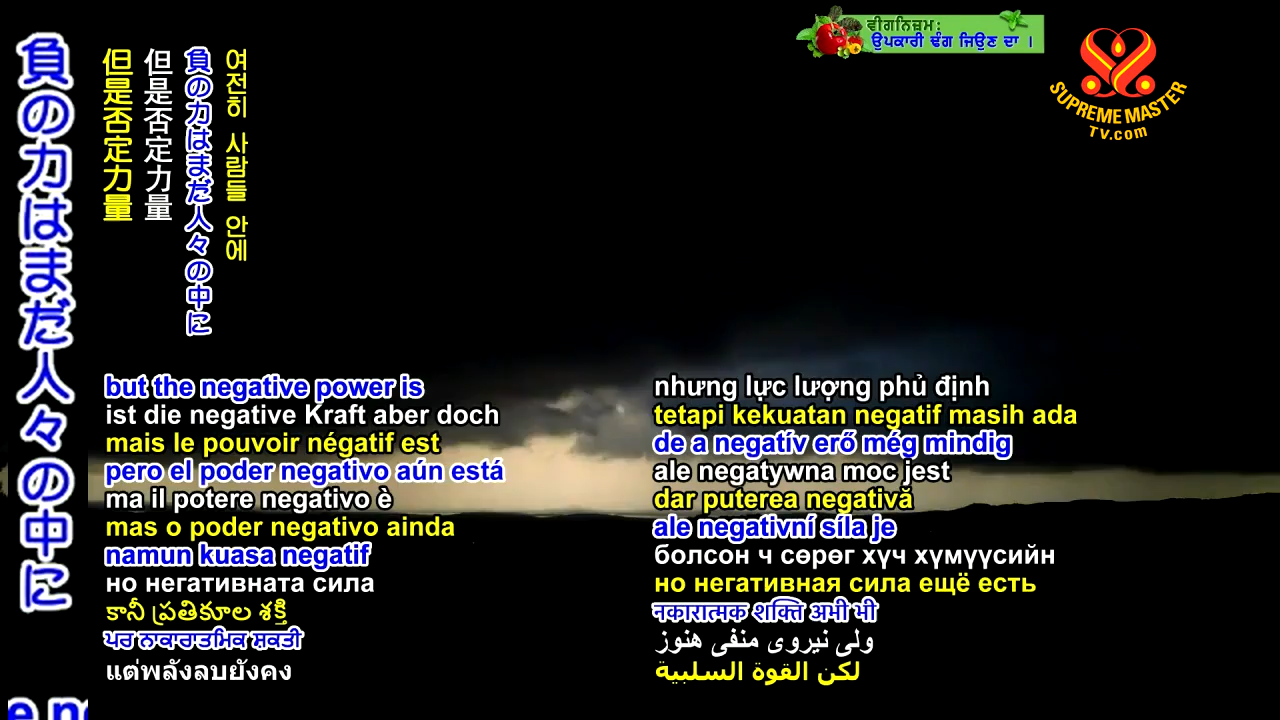 負の力はまだ人々の中に
但是否定力量
但是否定力量
負の力はまだ人々の中に
여전히 사람들 안에
ਵੀਗਨਿਜ਼ਮ:
ਉਪਕਾਰੀ ਢੰਗ ਜਿਉਣ ਦਾ ।
SUPREME MASTER
TV.com
but the negative power is
ist die negative Kraft aber doch
mais le pouvoir négatif est
pero el poder negativo aún está
ma il potere negativo è
mas o poder negativo ainda
namun kuasa negatif
но негативната сила
కానీ ప్రతికూల శక్తి
ਪਰ ਨਾਕਾਰਾਤਮਿਕ ਸ਼ਕਤੀ
แต่พลังลบยังคง
nhưng lực lượng phủ định
tetapi kekuatan negatif masih ada
de a negatív erő még mindig
ale negatywna moc jest
dar puterea negativă
ale negativní síla je
болсон ч сөрөг хүч хүмүүсийн
но негативная сила ещё есть
नकारात्मक शक्ति अभी भी
ولی نیروی منفی هنوز
لكن القوة السلبية